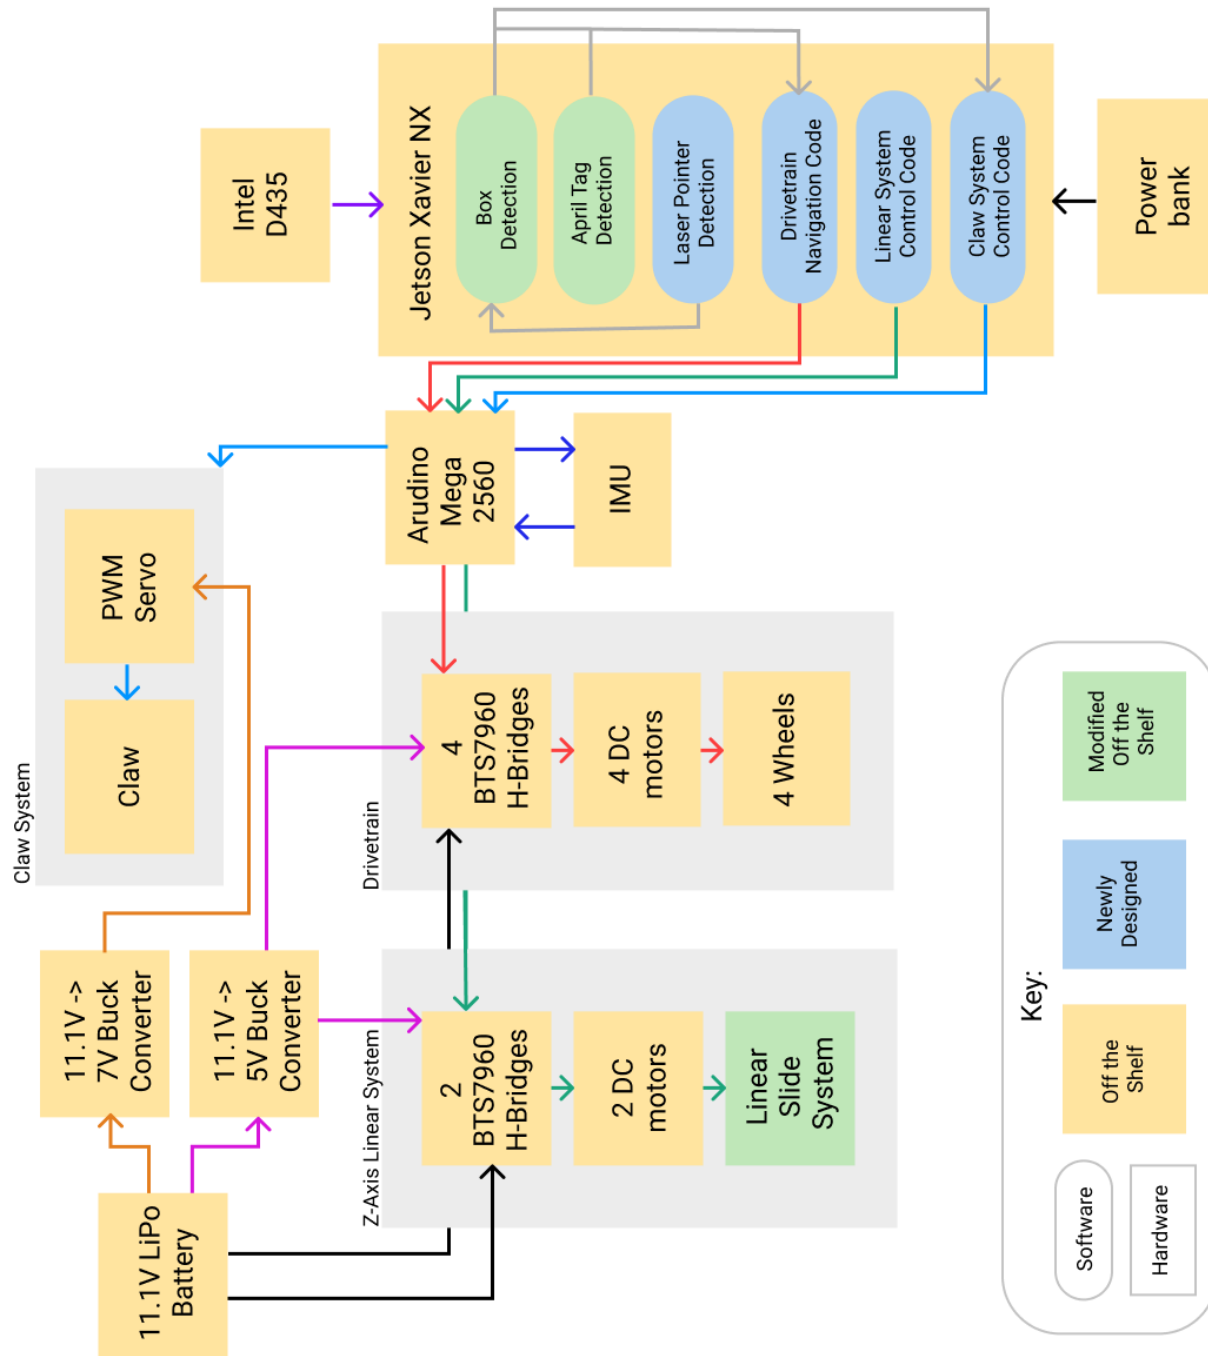 11.1V LiPo
Battery
11.1V ->
7V Buck
Converter
11.1V ->
5V Buck
Converter
Claw System
Claw
PWM
Servo
Z-Axis Linear System
2
BTS7960
H-Bridges
2 DC
motors
Linear
Slide
System
Drivetrain
4
BTS7960
H-Bridges
4 DC
motors
4 Wheels
Arudino
Mega
2560
IMU
Intel
D435
Jetson Xavier NX
Box
Detection
April Tag
Detection
Laser Pointer
Detection
Drivetrain
Navigation Code
Linear System
Control Code
Claw System
Control Code
Power
bank
Key:
Software
Hardware
Off the
Shelf
Newly
Designed
Modified
Off the
Shelf